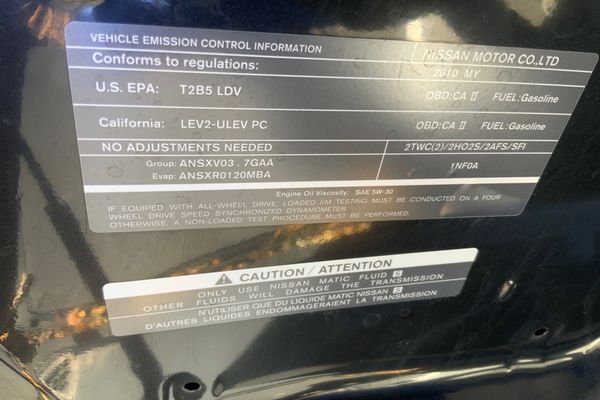 VEHICLE EMISSION CONTROL INFORMATION NISSAN MOTOR CO.,LTD
Conforms to regulations: 2010 MY
U.S. EPA: T2B5 LDV OBD:CA II FUEL:Gasoline
California: LEV2-ULEV PC OBD:CA II FUEL:Gasoline
NO ADJUSTMENTS NEEDED 2TWC(2)/2HO2S/2AFS/SFI
Group: ANSXV03 . 7GAA 1NF0A
Evap: ANSXR0120MBA
Engine Oil Viscosity: SAE 5W-30
IF EQUIPPED WITH ALL-WHEEL DRIVE, LOADED I/M TESTING MUST BE CONDUCTED ON A FOUR
WHEEL DRIVE SPEED SYNCHRONIZED DYNAMOMETER.
OTHERWISE, A NON-LOADED TEST PROCEDURE MUST BE PERFORMED.
CAUTION / ATTENTION
ONLY USE NISSAN MATIC FLUID S
OTHER FLUIDS WILL DAMAGE THE TRANSMISSION
N'UTILISER QUE DU LIQUIDE MATIC NISSAN S
D'AUTRES LIQUIDES ENDOMMAGERONT LA TRANSMISSION